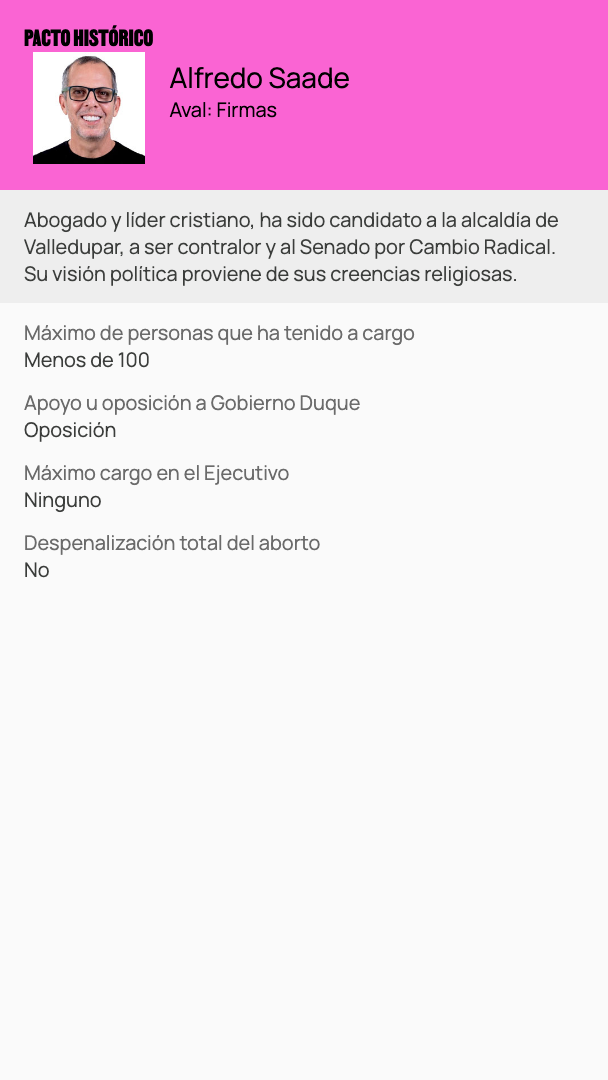 PACTO HISTÓRICO
Alfredo Saade
Aval: Firmas
Abogado y líder cristiano, ha sido candidato a la alcaldía de
Valledupar, a ser contralor y al Senado por Cambio Radical.
Su visión política proviene de sus creencias religiosas.
Máximo de personas que ha tenido a cargo
Menos de 100
Apoyo u oposición a Gobierno Duque
Oposición
Máximo cargo en el Ejecutivo
Ninguno
Despenalización total del aborto
No